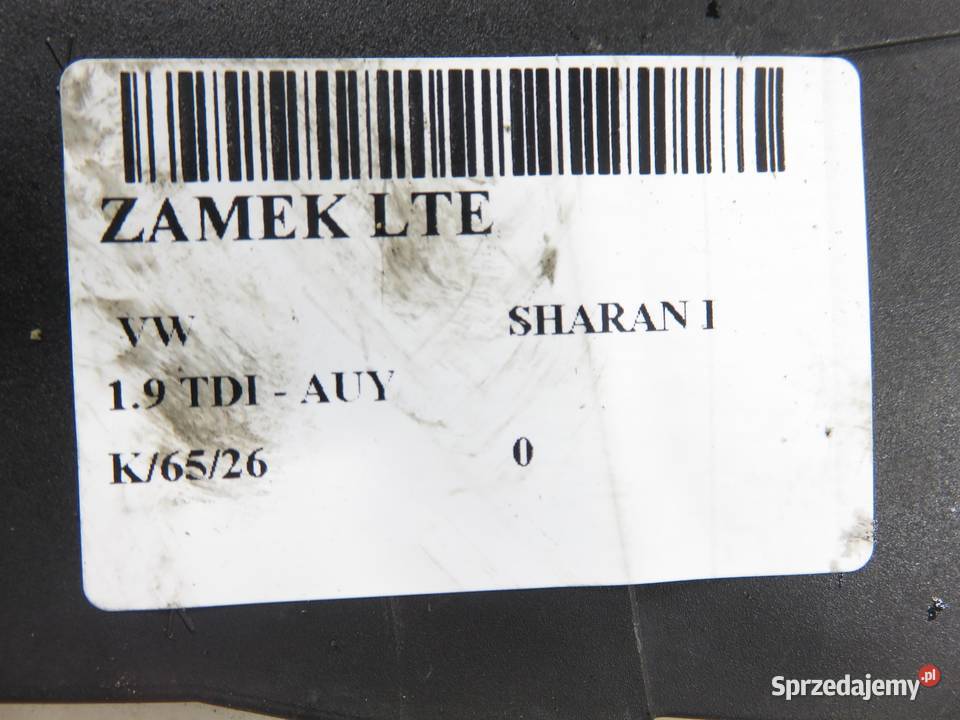 ZAMEK LTE
VW SHARAN I
1.9 TDI - AUY
K/65/26 0
Sprzedajemy.pl